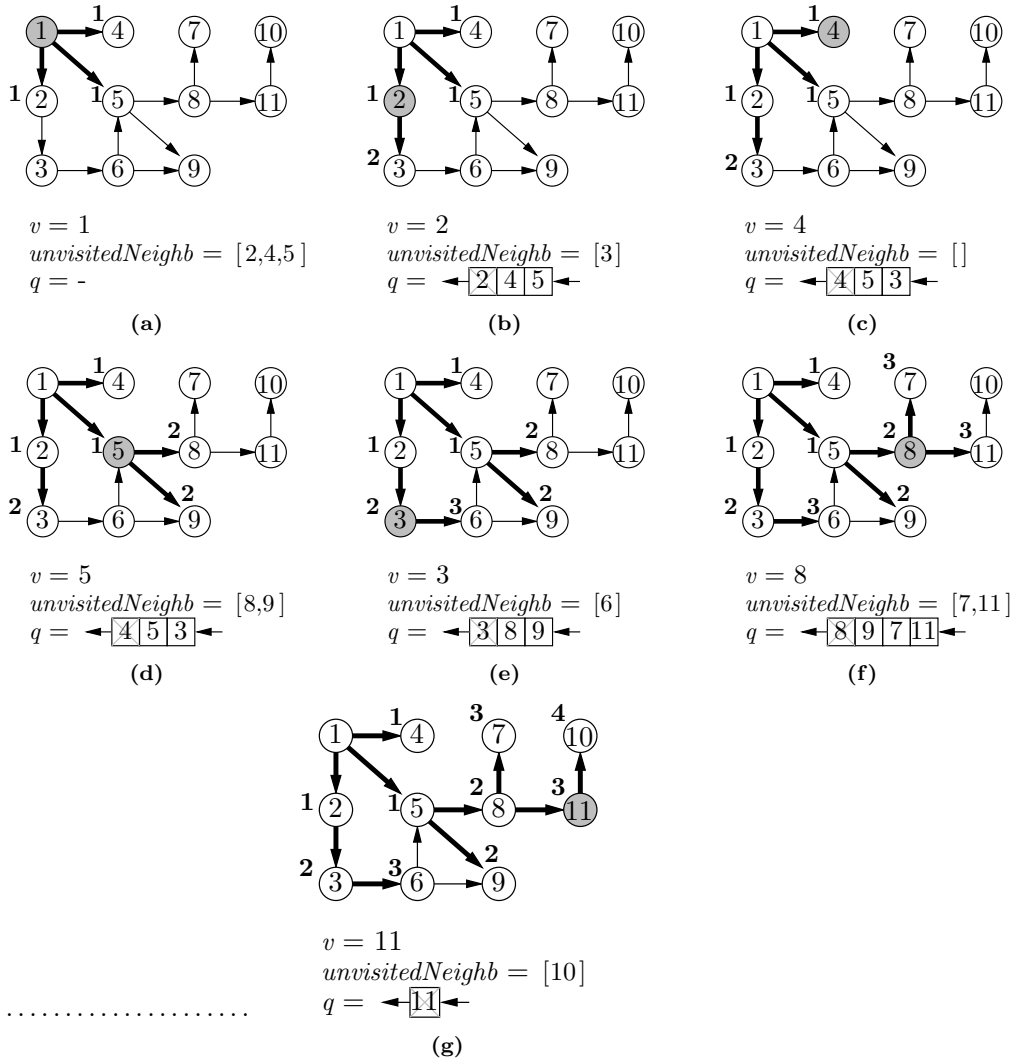 1 1 4 7 10
1 2 1 5 8 11
3 6 9
v = 1
unvisitedNeighb = [2,4,5]
q = -
(a)
1 1 4 7 10
1 2 1 5 8 11
2 3 6 9
v = 2
unvisitedNeighb = [3]
q = 2 4 5
(b)
1 1 4 7 10
1 2 1 5 8 11
2 3 6 9
v = 4
unvisitedNeighb = []
q = 4 5 3
(c)
1 1 4 7 10
1 2 1 5 2 8 11
2 3 6 2 9
v = 5
unvisitedNeighb = [8,9]
q = 4 5 3
(d)
1 1 4 7 10
1 2 1 5 2 8 11
2 3 3 6 2 9
v = 3
unvisitedNeighb = [6]
q = 3 8 9
(e)
1 1 4 3 7 10
1 2 1 5 2 8 3 11
2 3 3 6 2 9
v = 8
unvisitedNeighb = [7,11]
q = 8 9 7 11
(f)
1 1 4 3 7 4 10
1 2 1 5 2 8 3 11
2 3 3 6 2 9
v = 11
unvisitedNeighb = [10]
q = 11
.....................
(g)